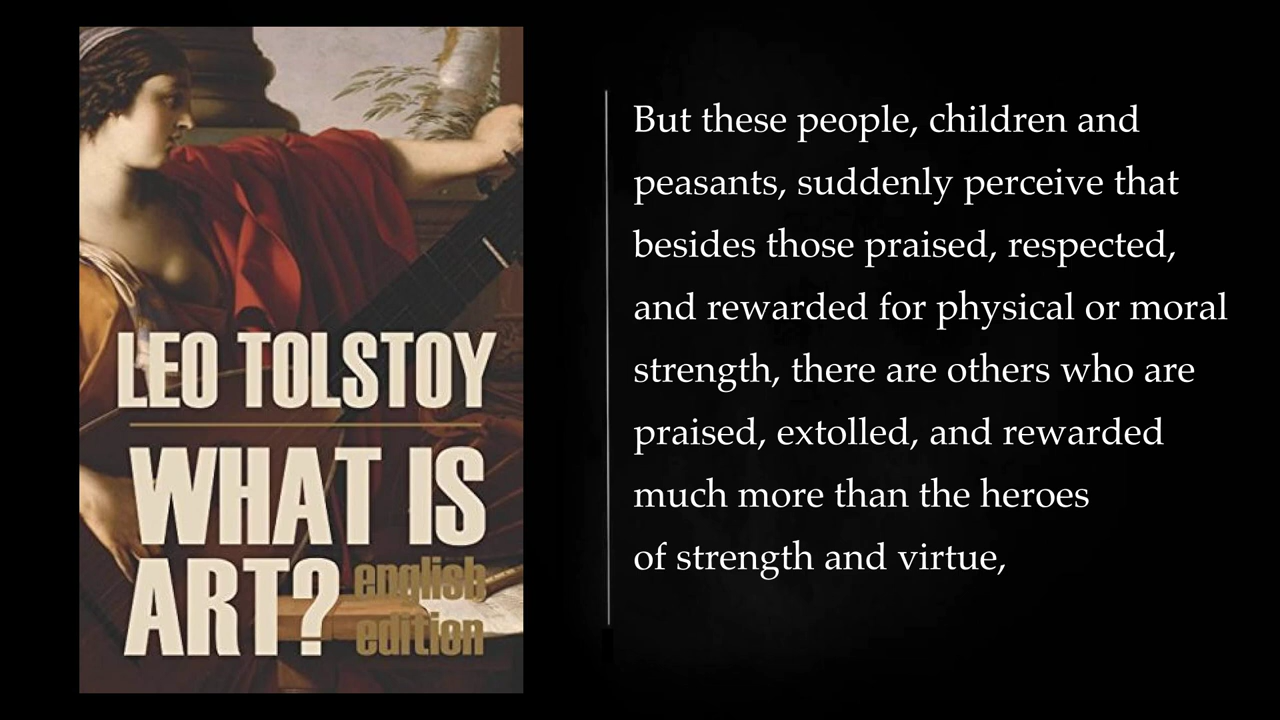 LEO TOLSTOY
WHAT IS
ART?
english
edition
But these people, children and
peasants, suddenly perceive that
besides those praised, respected,
and rewarded for physical or moral
strength, there are others who are
praised, extolled, and rewarded
much more than the heroes
of strength and virtue,